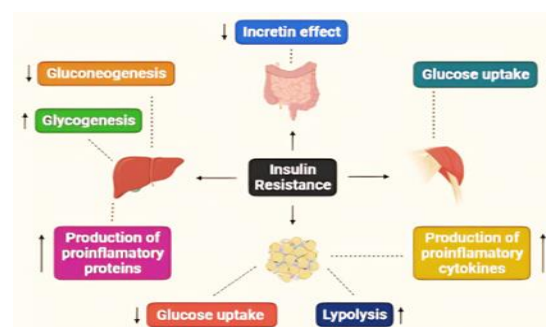 ↓ Incretin effect
↓ Gluconeogenesis
Glucose uptake
↑ Glycogenesis
Insulin
Resistance
↑ Production of
proinflamatory
proteins
Production of ↑
proinflamatory
cytokines
↓ Glucose uptake
Lypolysis ↑